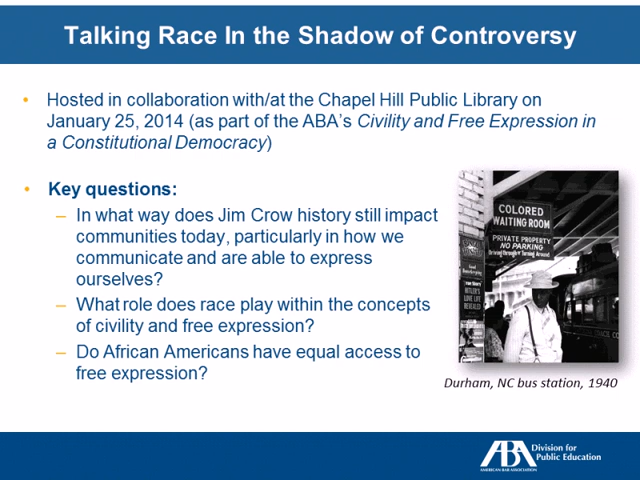 Talking Race In the Shadow of Controversy
• Hosted in collaboration with/at the Chapel Hill Public Library on
January 25, 2014 (as part of the ABA's Civility and Free Expression in
a Constitutional Democracy)
• Key questions:
– In what way does Jim Crow history still impact
communities today, particularly in how we
communicate and are able to express
ourselves?
– What role does race play within the concepts
of civility and free expression?
– Do African Americans have equal access to
free expression?
COLORED
WAITING ROOM
PRIVATE PROPERTY
NO PARKING
Driving through or Turning Around
Durham, NC bus station, 1940
ABA
AMERICAN BAR ASSOCIATION
Division for
Public Education